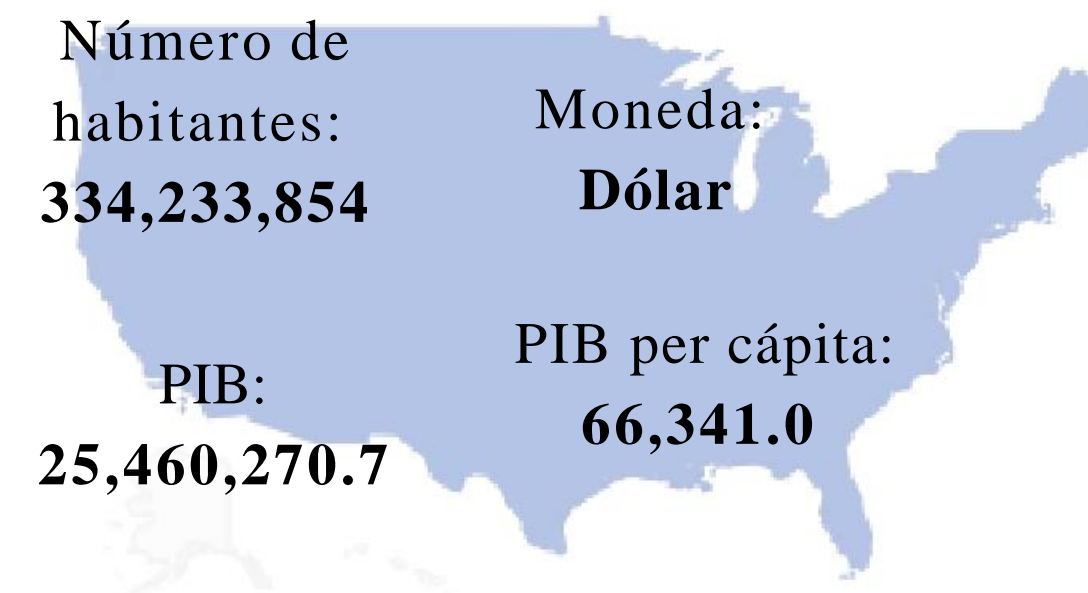 Número de
habitantes:
334,233,854
Moneda:
Dólar
PIB:
25,460,270.7
PIB per cápita:
66,341.0